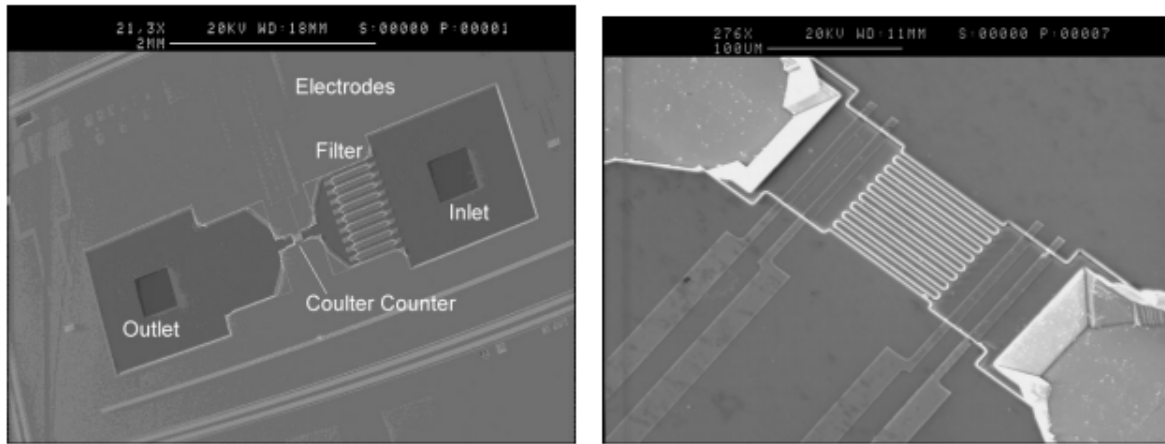 21.3X 20KV WD:18MM S:00000 P:00001
2MM
Electrodes
Filter
Inlet
Coulter Counter
Outlet
276X 20KV WD:11MM S:00000 P:00007
100UM